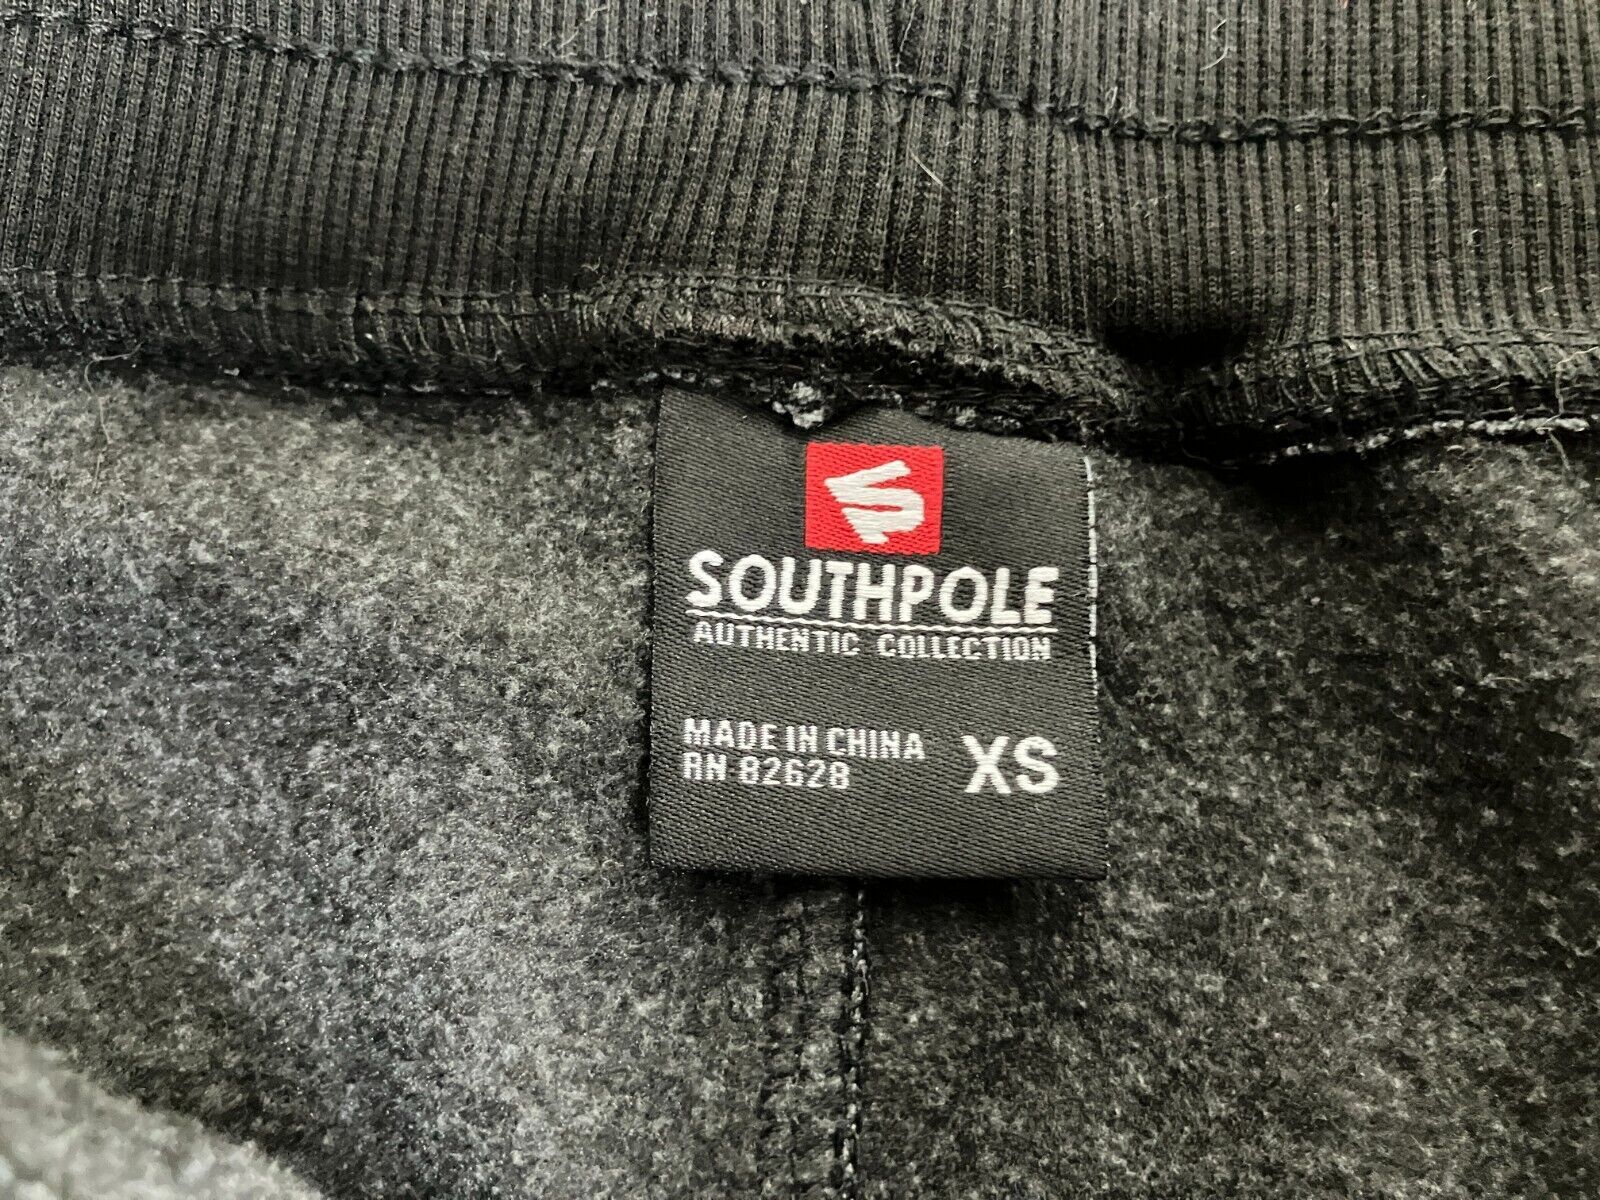 SOUTHPOLE
AUTHENTIC COLLECTION
MADE IN CHINA
RN 82628
XS